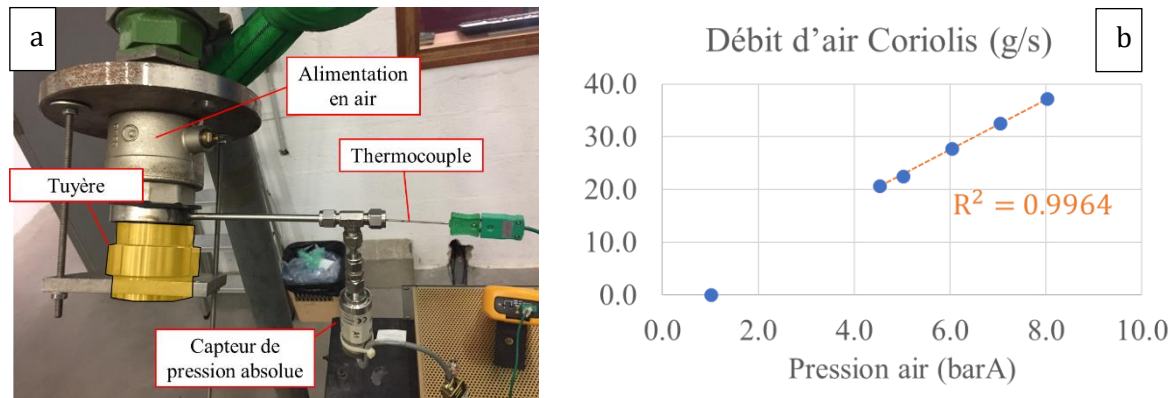 a
Alimentation
en air
Thermocouple
Tuyère
Capteur de
pression absolue
b
Débit d'air Coriolis (g/s)
40.0
30.0
20.0
10.0
0.0
R² = 0.9964
0.0 2.0 4.0 6.0 8.0 10.0
Pression air (barA)